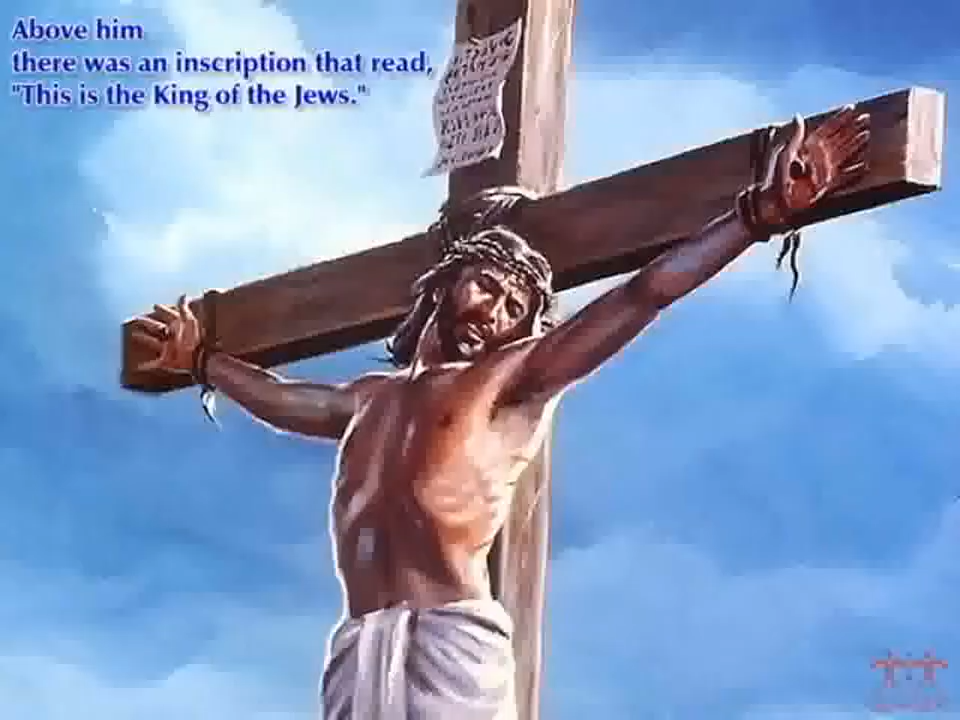 Above him
there was an inscription that read,
"This is the King of the Jews."